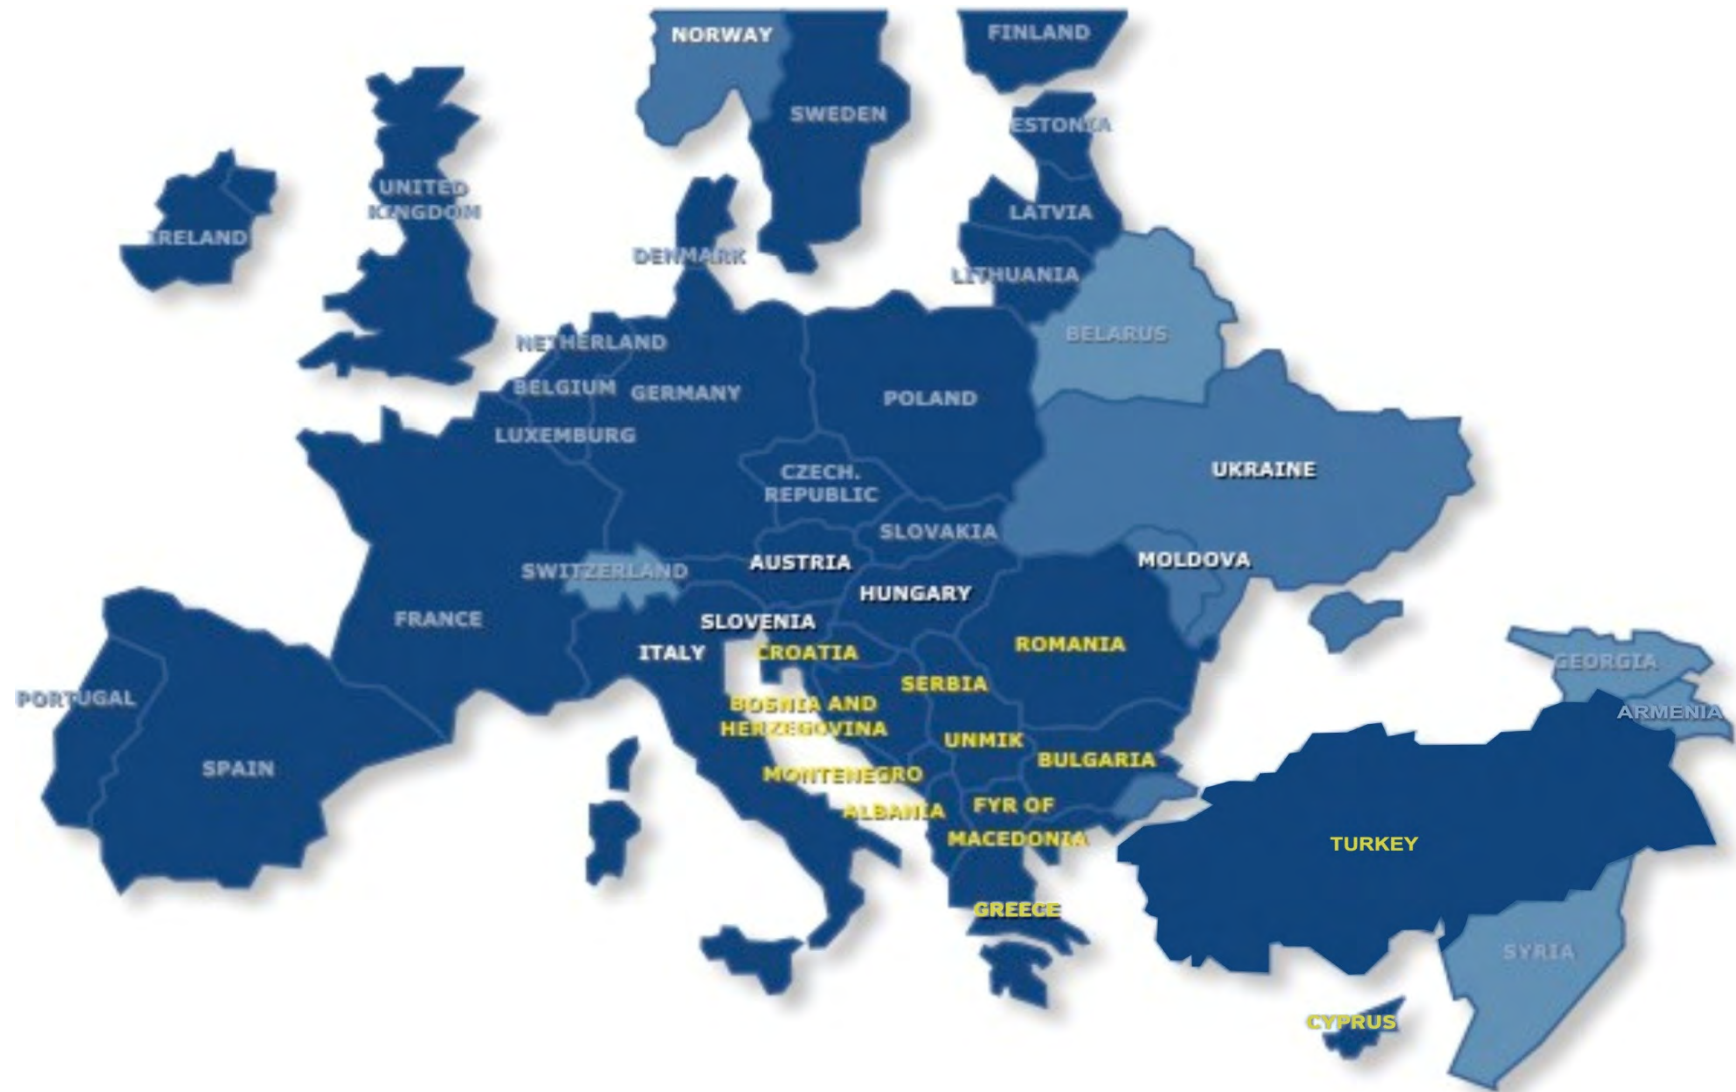 NORWAY
FINLAND
SWEDEN
ESTONIA
UNITED
KINGDOM
LATVIA
IRELAND
DENMARK
LITHUANIA
BELARUS
NETHERLAND
BELGIUM
GERMANY
POLAND
LUXEMBURG
UKRAINE
CZECH.
REPUBLIC
SLOVAKIA
MOLDOVA
AUSTRIA
SWITZERLAND
HUNGARY
FRANCE
SLOVENIA
ROMANIA
ITALY
CROATIA
GEORGIA
SERBIA
PORTUGAL
BOSNIA AND
HERZEGOVINA
ARMENIA
UNMIK
BULGARIA
SPAIN
MONTENEGRO
ALBANIA
FYR OF
MACEDONIA
TURKEY
GREECE
SYRIA
CYPRUS